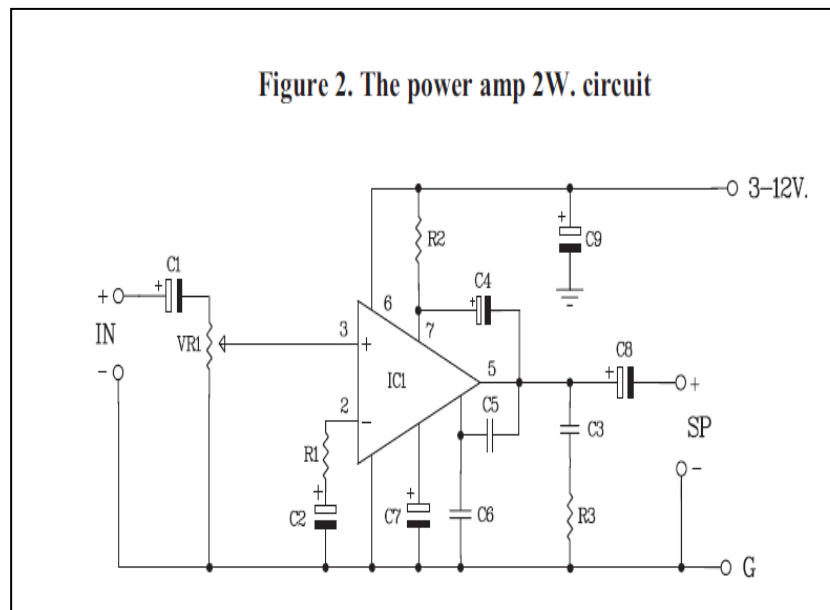 Figure 2. The power amp 2W. circuit
3-12V.
+
R2
C9
C1
+
C4
+
6
+
IN
-
VR1
3
+
7
IC1
5
C8
+
+
SP
-
2
-
C5
C3
R1
+
C2
+
C7
C6
R3
G